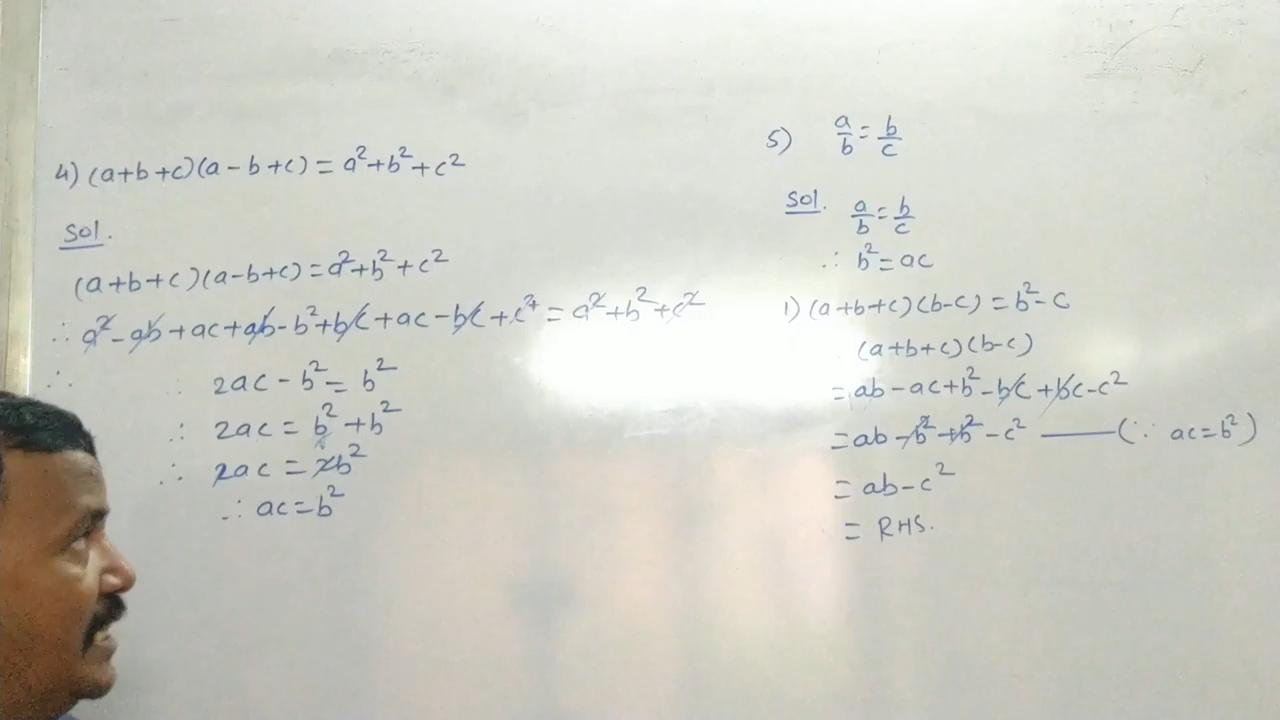 4) (a+b+c)(a-b+c) = a²+b²+c²
Sol.
(a+b+c)(a-b+c) = a²+b²+c²
∴ a²-ab+ac+ab-b²+bc+ac-bc+c² = a²+b²+c²
∴ 2ac-b² = b²
∴ 2ac = b²+b²
∴ 2ac = 2b²
∴ ac = b²
5) a/b = b/c
Sol. a/b = b/c
∴ b² = ac
1) (a+b+c)(b-c) = b²-c
(a+b+c)(b-c)
= ab-ac+b²-bc+bc-c²
= ab-b²+b²-c² —— (∵ ac=b²)
= ab-c²
= RHS.